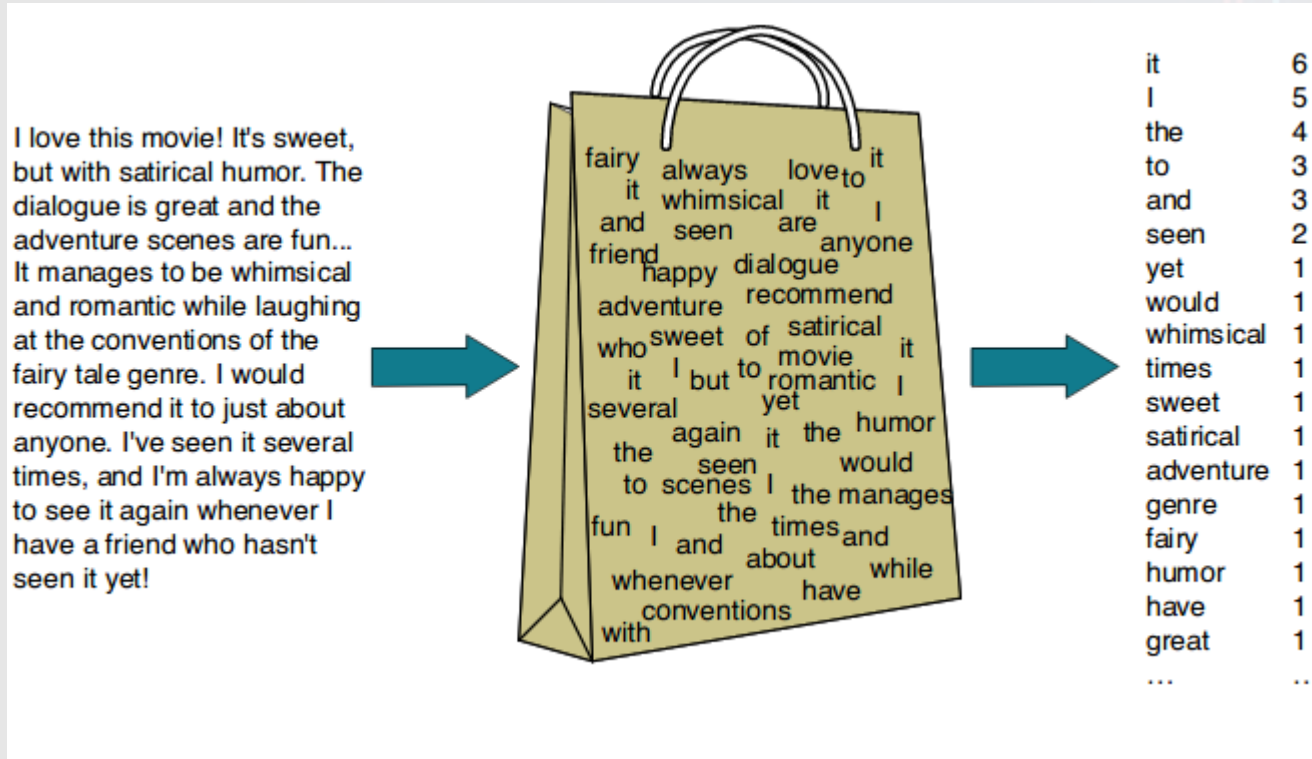 I love this movie! It's sweet,
but with satirical humor. The
dialogue is great and the
adventure scenes are fun...
It manages to be whimsical
and romantic while laughing
at the conventions of the
fairy tale genre. I would
recommend it to just about
anyone. I've seen it several
times, and I'm always happy
to see it again whenever I
have a friend who hasn't
seen it yet!
fairy always love to it
it whimsical it I
and seen are anyone
friend happy dialogue
adventure recommend
who sweet of satirical
it I but to movie it
romantic I
several yet
again it the humor
the seen would
to scenes I the manages
fun I and the times and
whenever about while
conventions have
with
it 6
I 5
the 4
to 3
and 3
seen 2
yet 1
would 1
whimsical 1
times 1
sweet 1
satirical 1
adventure 1
genre 1
fairy 1
humor 1
have 1
great 1
... ..